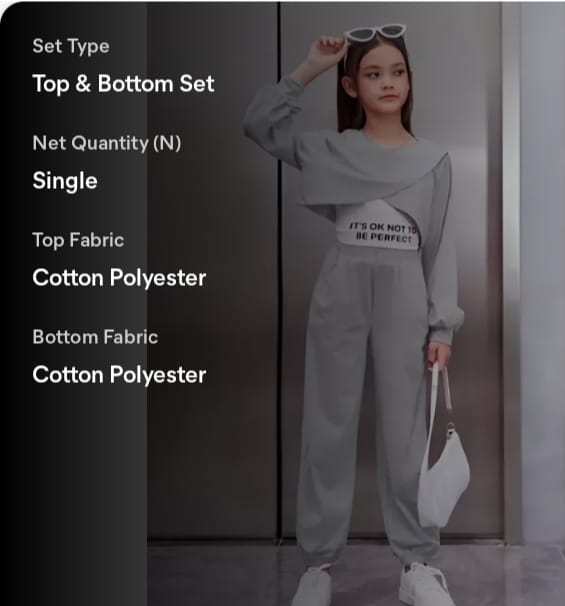 Set Type
Top & Bottom Set
Net Quantity (N)
Single
Top Fabric
Cotton Polyester
Bottom Fabric
Cotton Polyester
IT'S OK NOT TO
BE PERFECT